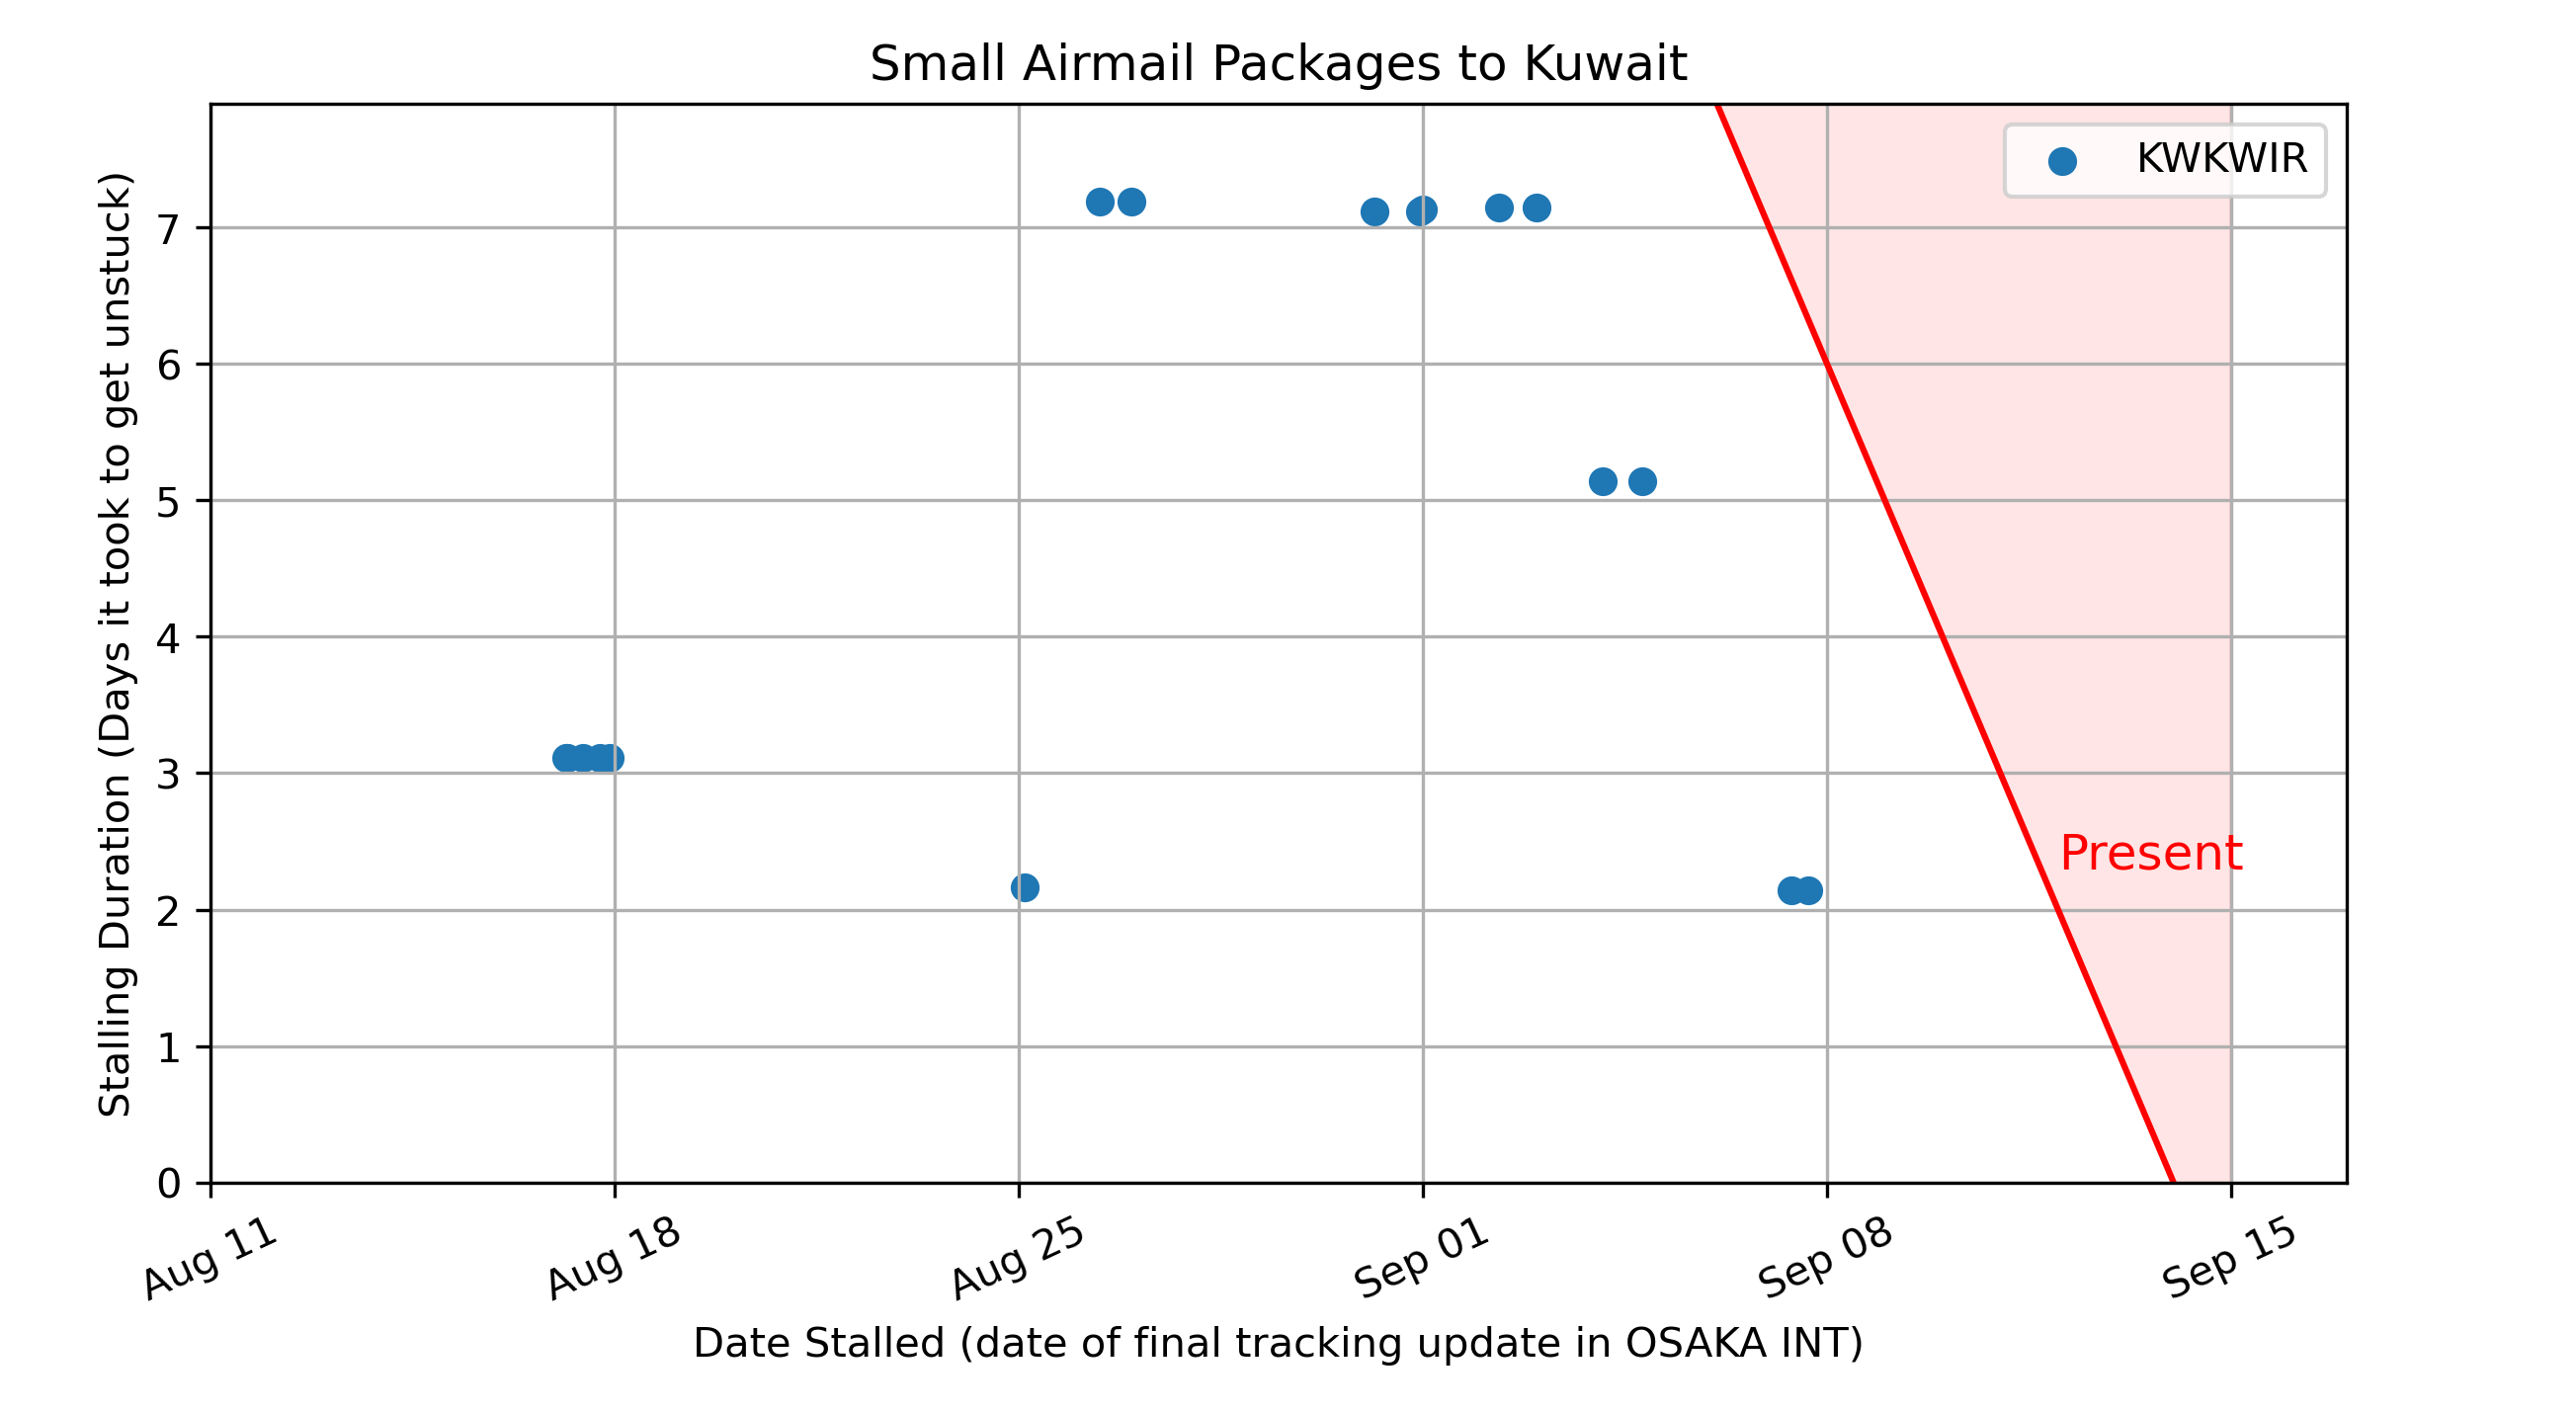 Small Airmail Packages to Kuwait
KWKWIR
Stalling Duration (Days it took to get unstuck)
7
6
5
4
3
2
1
0
Present
Aug 11
Aug 18
Aug 25
Sep 01
Sep 08
Sep 15
Date Stalled (date of final tracking update in OSAKA INT)